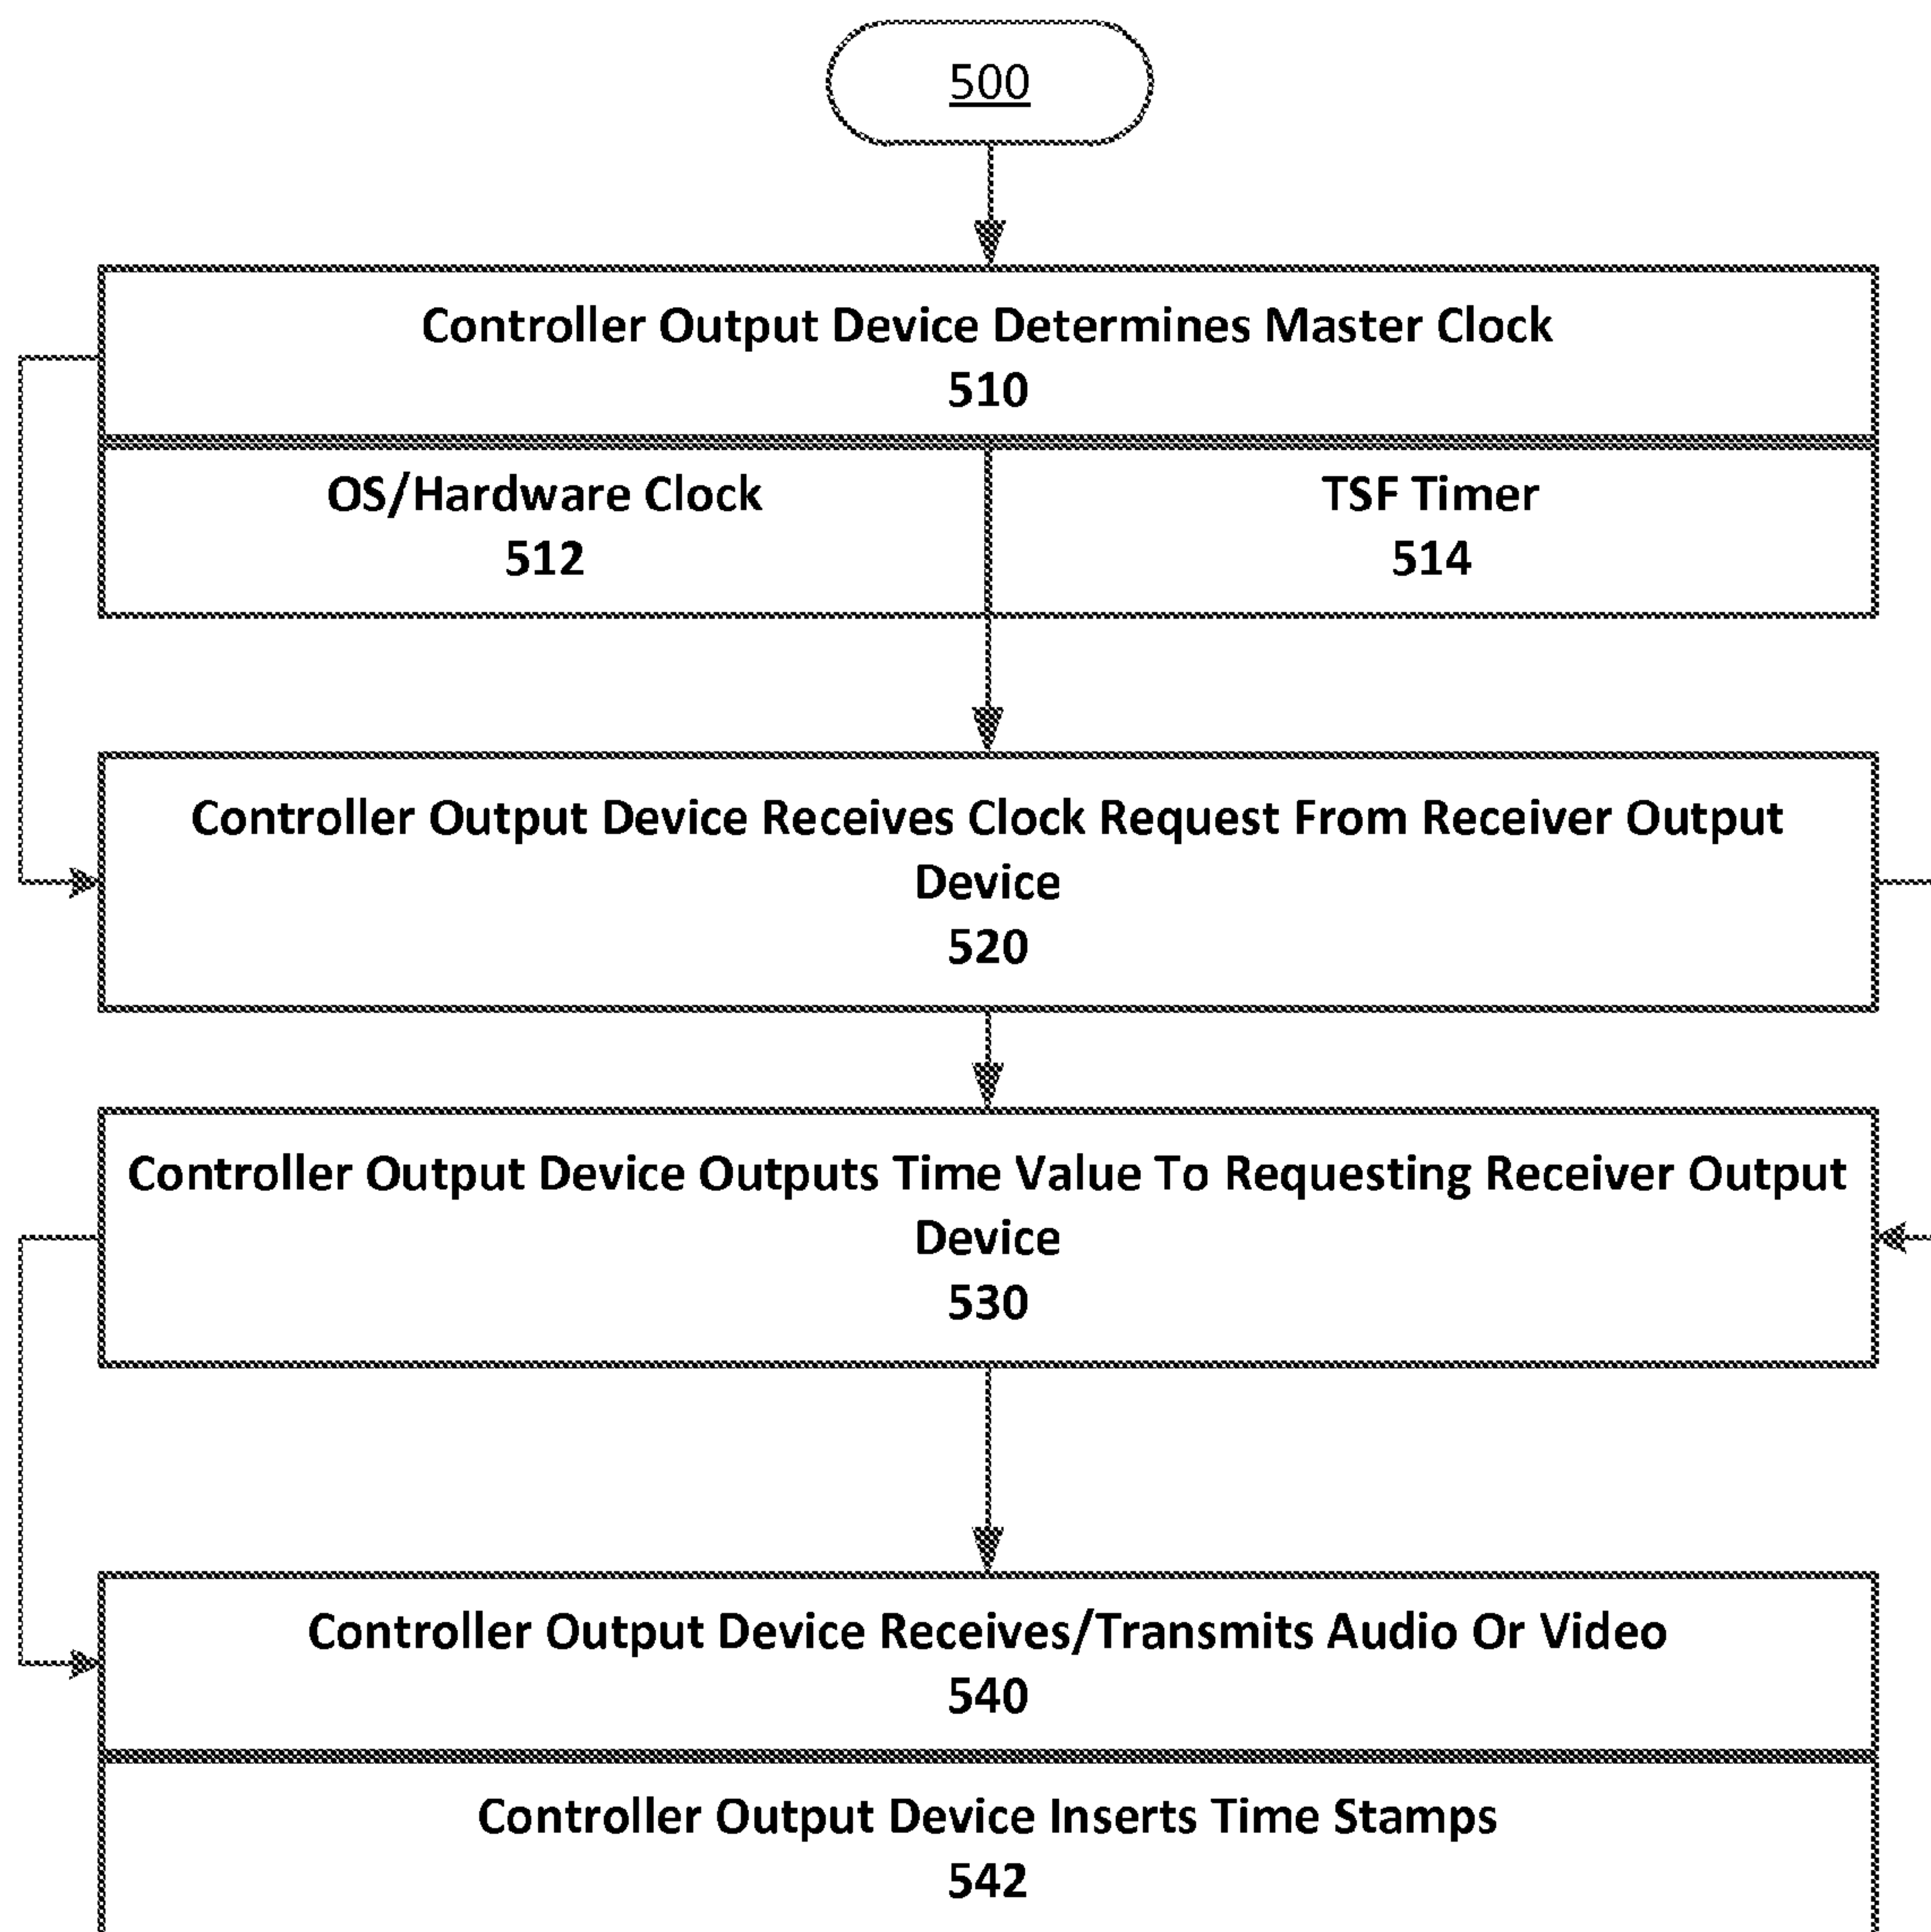 500
Controller Output Device Determines Master Clock
510
OS/Hardware Clock
512
TSF Timer
514
Controller Output Device Receives Clock Request From Receiver Output
Device
520
Controller Output Device Outputs Time Value To Requesting Receiver Output
Device
530
Controller Output Device Receives/Transmits Audio Or Video
540
Controller Output Device Inserts Time Stamps
542